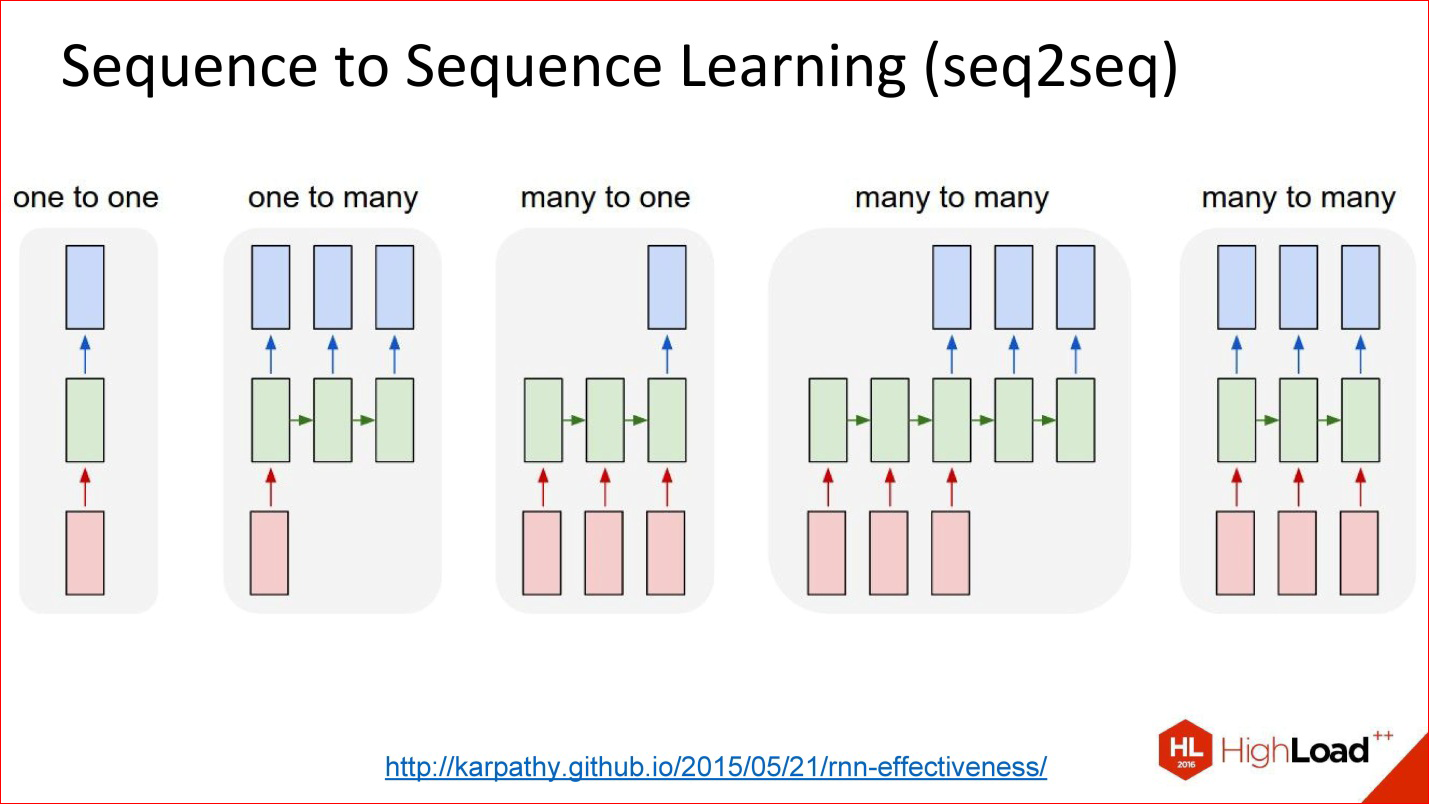 Sequence to Sequence Learning (seq2seq)
one to one
one to many
many to one
many to many
many to many
http://karpathy.github.io/2015/05/21/rnn-effectiveness/
HL
2016
HighLoad++